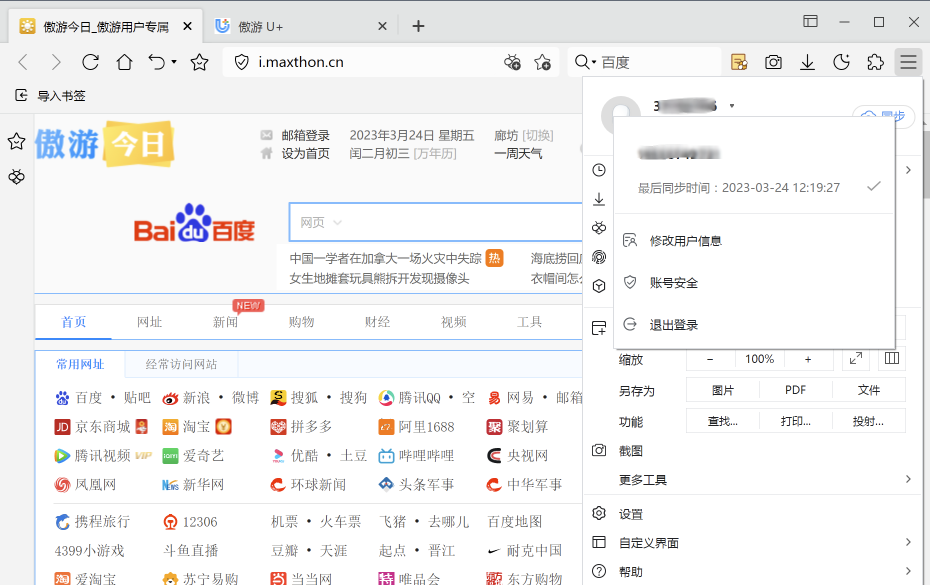 傲游今日_傲游用户专属
傲游 U+
i.maxthon.cn
百度
导入书签
傲游 今日
邮箱登录 2023年3月24日 星期五 廊坊 [切换]
设为首页 闰二月初三 [万年历] 一周天气
Bai du 百度
网页
中国一学者在加拿大一场火灾中失踪 热 海底捞回
女生地摊套玩具熊拆开发现摄像头 衣帽间怎
NEW
首页 网址 新闻 购物 财经 视频 工具
常用网址 经常访问网站
百度 • 贴吧 新浪 • 微博 搜狐 • 搜狗 腾讯QQ • 空 网易 • 邮箱
JD 京东商城 淘 淘宝 拼多多 阿里1688 聚 聚划算
腾讯视频 VIP 爱奇艺 优酷 • 土豆 哔哩哔哩 央视网
凤凰网 News 新华网 环球新闻 头条军事 中华军事
携程旅行 12306 机票 • 火车票 飞猪 • 去哪儿 百度地图
4399小游戏 斗鱼直播 豆瓣 • 天涯 起点 • 晋江 耐克中国
爱淘宝 苏宁易购 当当网 唯品会 东方购物
同步
最后同步时间：2023-03-24 12:19:27
修改用户信息
账号安全
退出登录
缩放 − 100% +
另存为 图片 PDF 文件
功能 查找... 打印... 投射...
截图
更多工具
设置
自定义界面
帮助